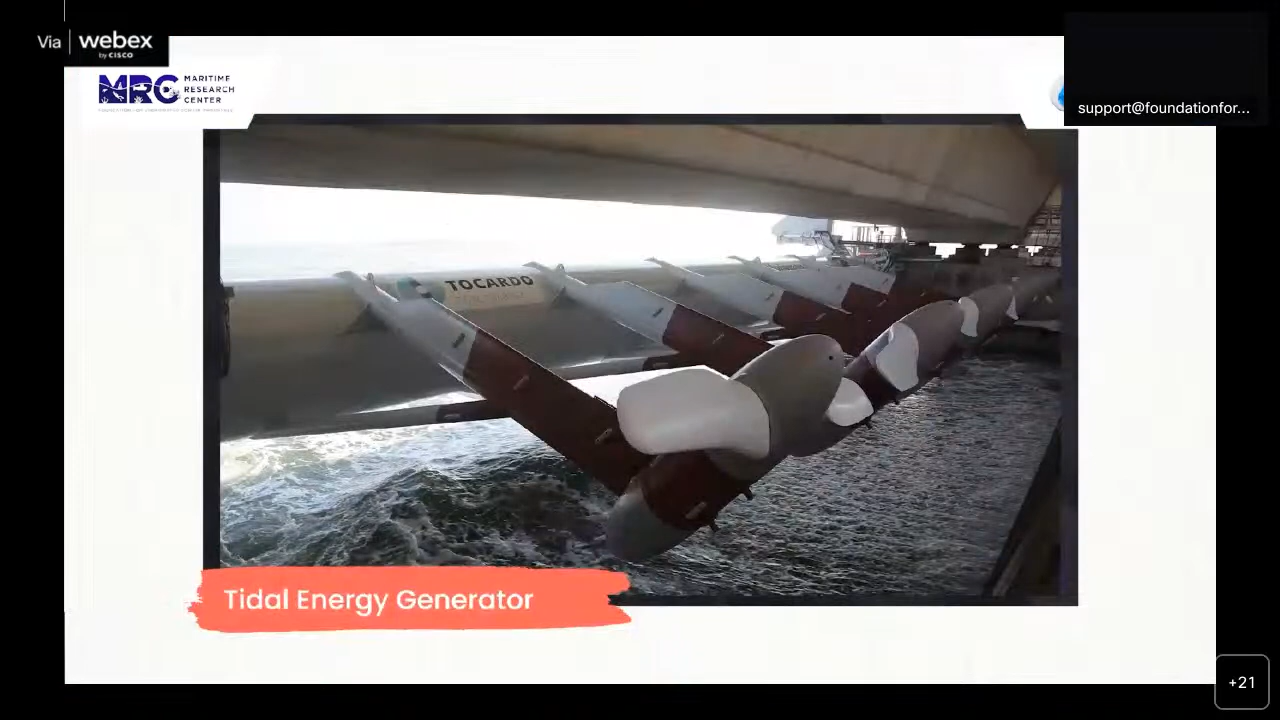 Via webex
by CISCO
MRC MARITIME
RESEARCH
CENTER
support@foundationfor...
TOCARDO
Tidal Energy Generator
+21